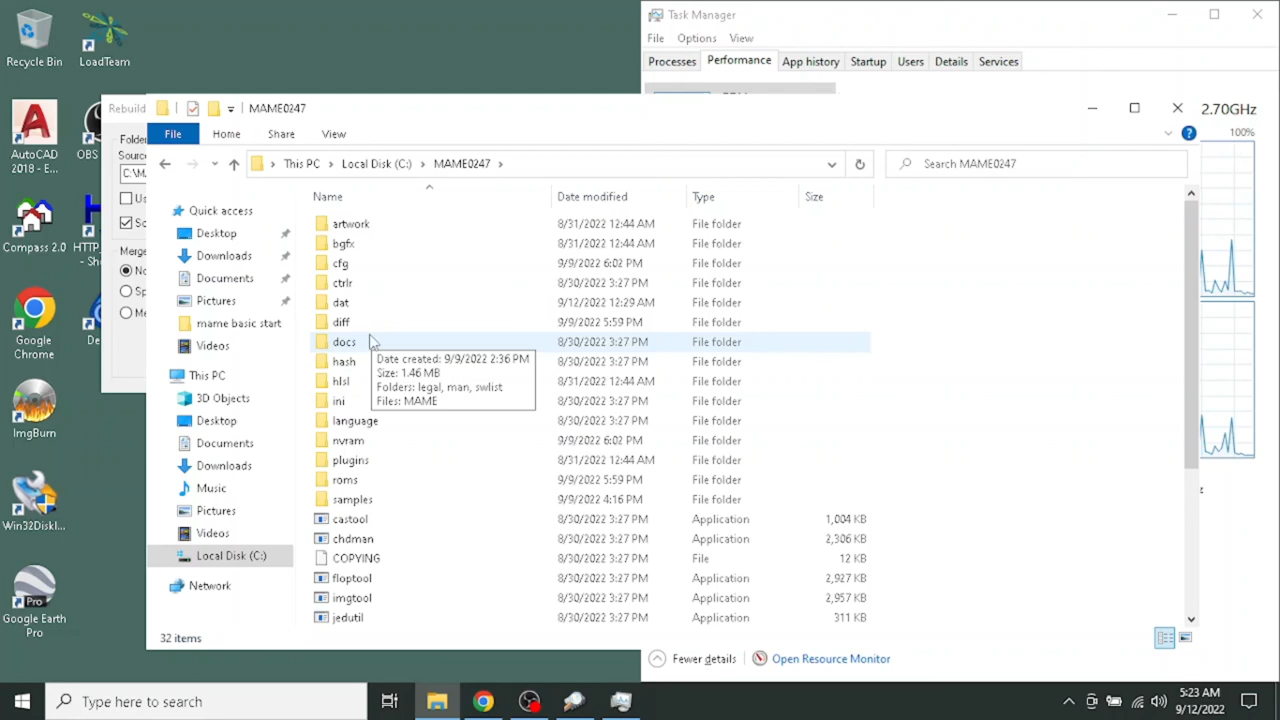 Recycle Bin
LoadTeam
AutoCAD
2018 - E...
OBS
Compass 2.0
HTTP_
- Sh
Google
Chrome
De
ImgBurn
Win32DiskI...
Google Earth
Pro
Task Manager
File Options View
Processes Performance App history Startup Users Details Services
2.70GHz
100%
Rebuild
Folder
Source
C:\M
Merge
MAME0247
File Home Share View
This PC Local Disk (C:) MAME0247
Search MAME0247
Name Date modified Type Size
Quick access
Desktop
Downloads
Documents
Pictures
mame basic start
Videos
This PC
3D Objects
Desktop
Documents
Downloads
Music
Pictures
Videos
Local Disk (C:)
Network
artwork 8/31/2022 12:44 AM File folder
bgfx 8/31/2022 12:44 AM File folder
cfg 9/9/2022 6:02 PM File folder
ctrlr 8/30/2022 3:27 PM File folder
dat 9/12/2022 12:29 AM File folder
diff 9/9/2022 5:59 PM File folder
docs 8/30/2022 3:27 PM File folder
hash 8/30/2022 3:27 PM File folder
hlsl 8/31/2022 12:44 AM File folder
ini 8/30/2022 3:27 PM File folder
language 8/30/2022 3:27 PM File folder
nvram 9/9/2022 6:02 PM File folder
plugins 8/31/2022 12:44 AM File folder
roms 9/9/2022 5:59 PM File folder
samples 9/9/2022 4:16 PM File folder
castool 8/30/2022 3:27 PM Application 1,004 KB
chdman 8/30/2022 3:27 PM Application 2,306 KB
COPYING 8/30/2022 3:27 PM File 12 KB
floptool 8/30/2022 3:27 PM Application 2,927 KB
imgtool 8/30/2022 3:27 PM Application 2,957 KB
jedutil 8/30/2022 3:27 PM Application 311 KB
Date created: 9/9/2022 2:36 PM
Size: 1.46 MB
Folders: legal, man, swlist
Files: MAME
32 items
Fewer details Open Resource Monitor
Type here to search
5:23 AM
9/12/2022